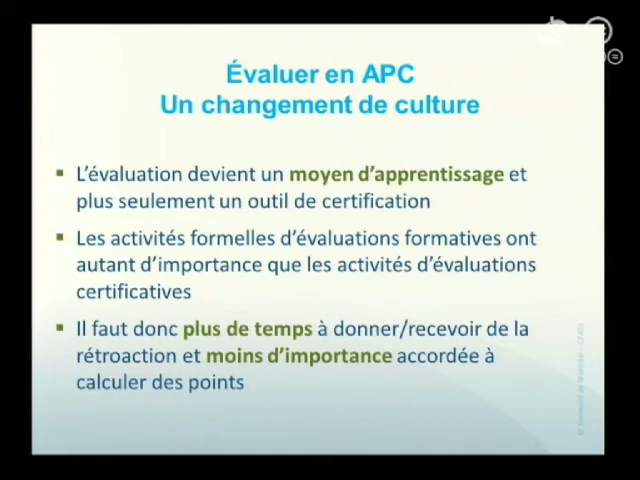 Évaluer en APC
Un changement de culture
▪ L'évaluation devient un moyen d'apprentissage et
plus seulement un outil de certification
▪ Les activités formelles d'évaluations formatives ont
autant d'importance que les activités d'évaluations
certificatives
▪ Il faut donc plus de temps à donner/recevoir de la
rétroaction et moins d'importance accordée à
calculer des points